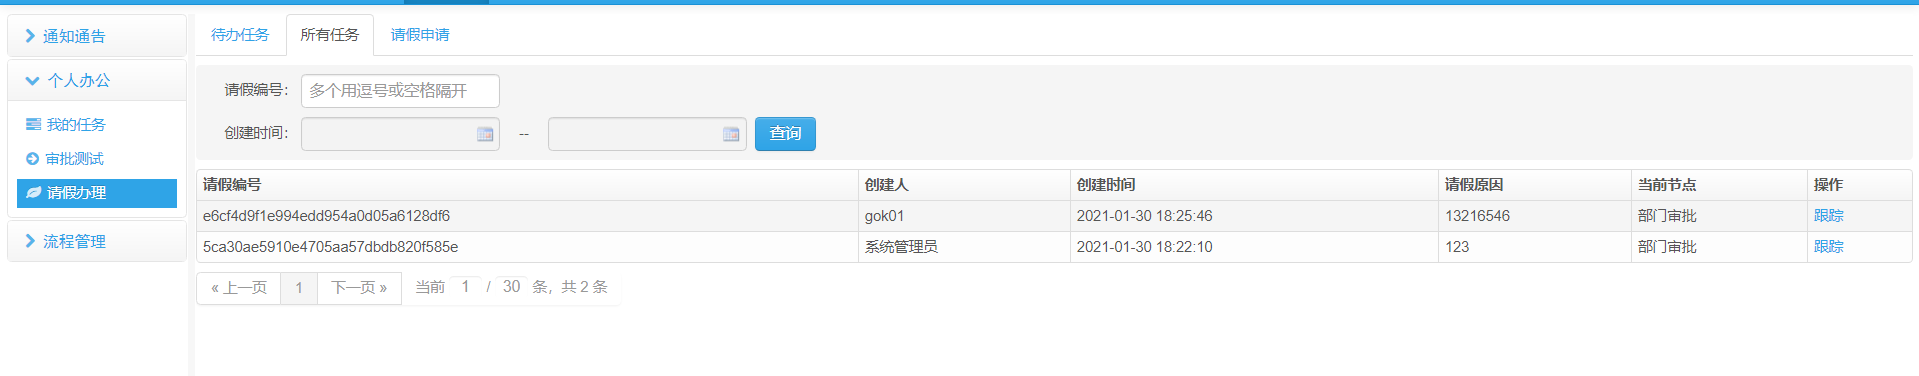 通知通告
个人办公
我的任务
审批测试
请假办理
流程管理
待办任务 所有任务 请假申请
请假编号： 多个用逗号或空格隔开
创建时间： -- 查询
请假编号 创建人 创建时间 请假原因 当前节点 操作
e6cf4d9f1e994edd954a0d05a6128df6 gok01 2021-01-30 18:25:46 13216546 部门审批 跟踪
5ca30ae5910e4705aa57dbdb820f585e 系统管理员 2021-01-30 18:22:10 123 部门审批 跟踪
« 上一页 1 下一页 » 当前 1 / 30 条，共 2 条